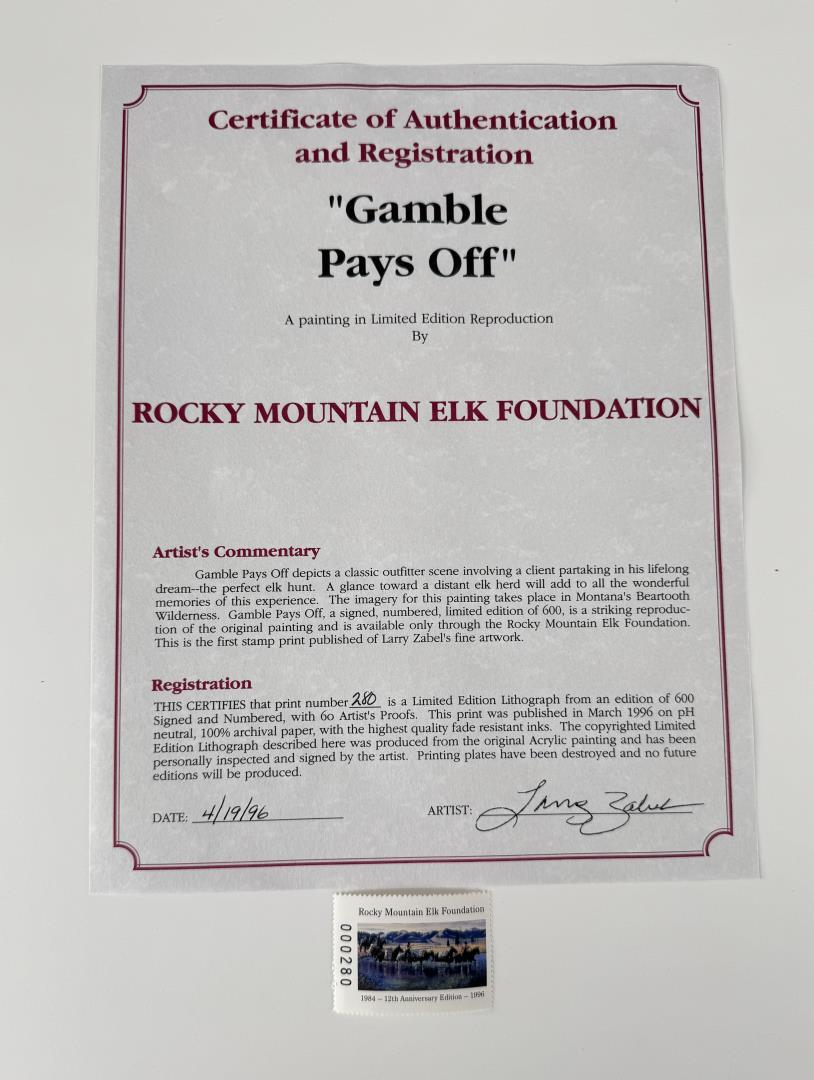 Certificate of Authentication
and Registration
"Gamble
Pays Off"
A painting in Limited Edition Reproduction
By
ROCKY MOUNTAIN ELK FOUNDATION
Artist's Commentary
Gamble Pays Off depicts a classic outfitter scene involving a client partaking in his lifelong
dream--the perfect elk hunt. A glance toward a distant elk herd will add to all the wonderful
memories of this experience. The imagery for this painting takes place in Montana's Beartooth
Wilderness. Gamble Pays Off, a signed, numbered, limited edition of 600, is a striking reproduc-
tion of the original painting and is available only through the Rocky Mountain Elk Foundation.
This is the first stamp print published of Larry Zabel's fine artwork.
Registration
THIS CERTIFIES that print number 280 is a Limited Edition Lithograph from an edition of 600
Signed and Numbered, with 60 Artist's Proofs. This print was published in March 1996 on pH
neutral, 100% archival paper, with the highest quality fade resistant inks. The copyrighted Limited
Edition Lithograph described here was produced from the original Acrylic painting and has been
personally inspected and signed by the artist. Printing plates have been destroyed and no future
editions will be produced.
DATE: 4/19/96 ARTIST: Larry Zabel
Rocky Mountain Elk Foundation
000280
1984 – 12th Anniversary Edition – 1996